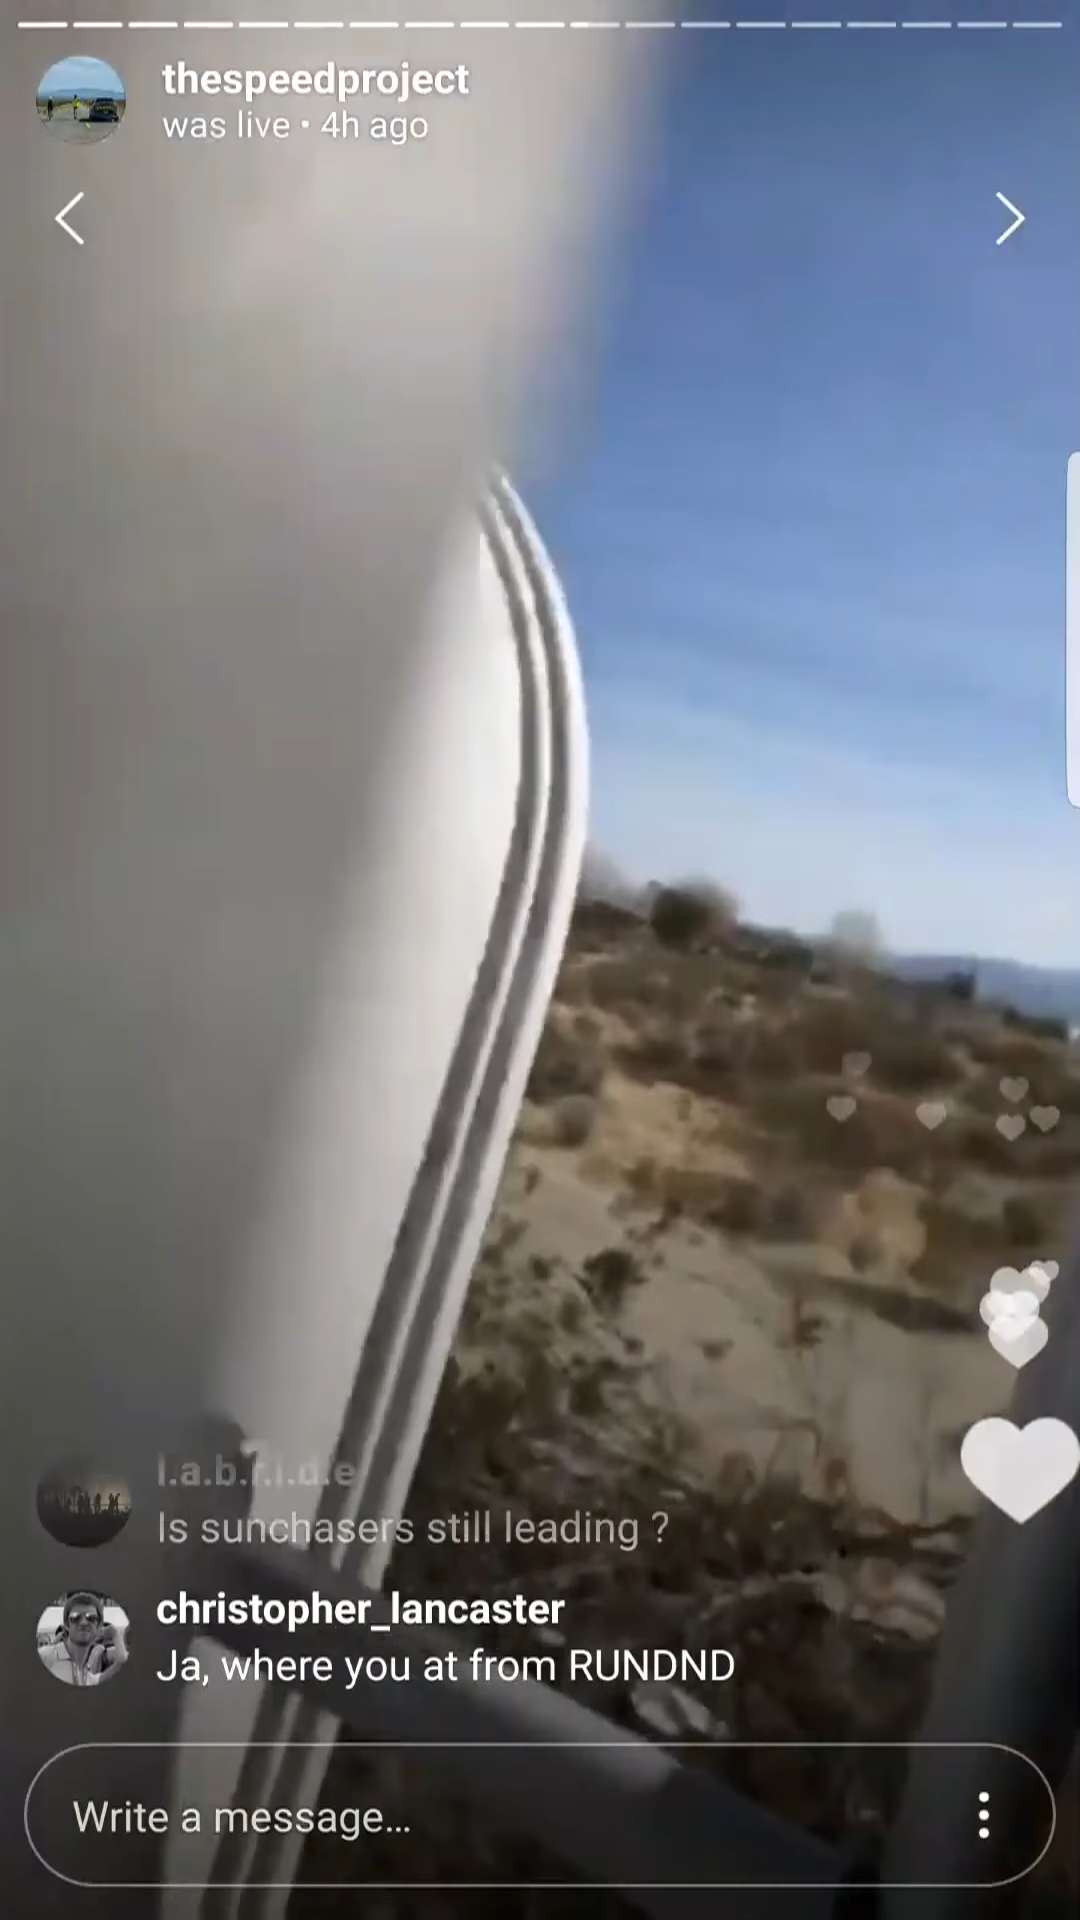 thespeedproject
was live • 4h ago
l.a.b.r.i.d.e
Is sunchasers still leading ?
christopher_lancaster
Ja, where you at from RUNDND
Write a message...